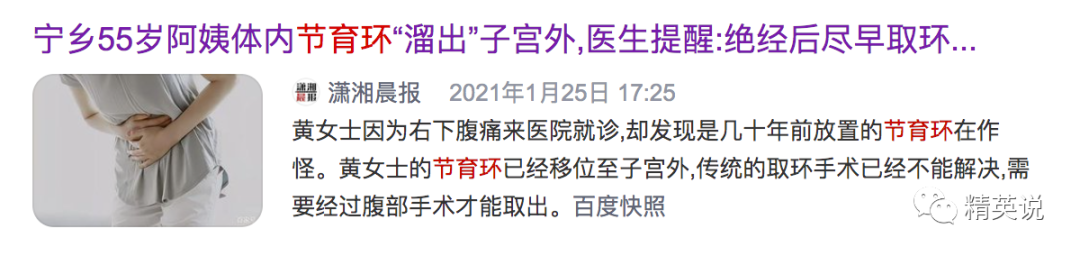 宁乡55岁阿姨体内节育环“溜出”子宫外,医生提醒:绝经后尽早取环...
潇湘晨报 2021年1月25日 17:25
黄女士因为右下腹痛来医院就诊,却发现是几十年前放置的节育环在作
怪。黄女士的节育环已经移位至子宫外,传统的取环手术已经不能解决,需
要经过腹部手术才能取出。百度快照
精英说